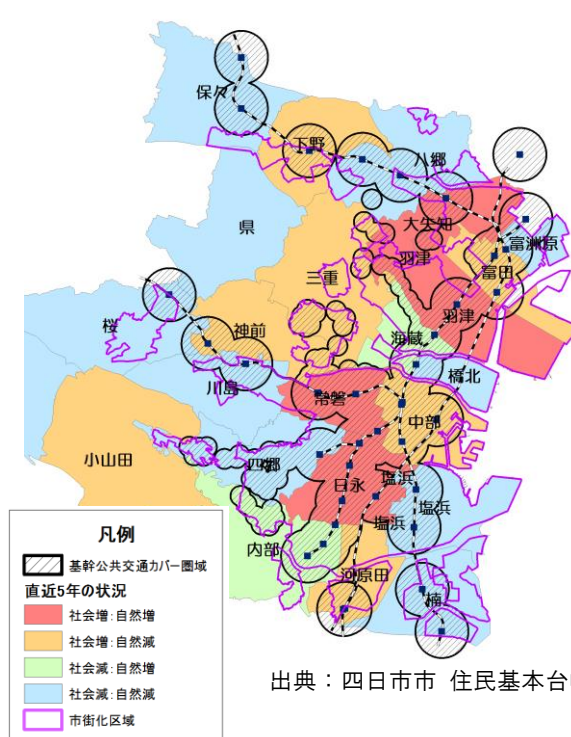 保々
下野
八郷
県
大矢知
富洲原
羽津
富田
三重
桜
神前
羽津
海蔵
川島
橋北
常磐
中部
小山田
四郷
日永
塩浜
塩浜
塩浜
内部
河原田
楠
凡例
基幹公共交通カバー圏域
直近5年の状況
社会増:自然増
社会増:自然減
社会減:自然増
社会減:自然減
市街化区域
出典:四日市市 住民基本台